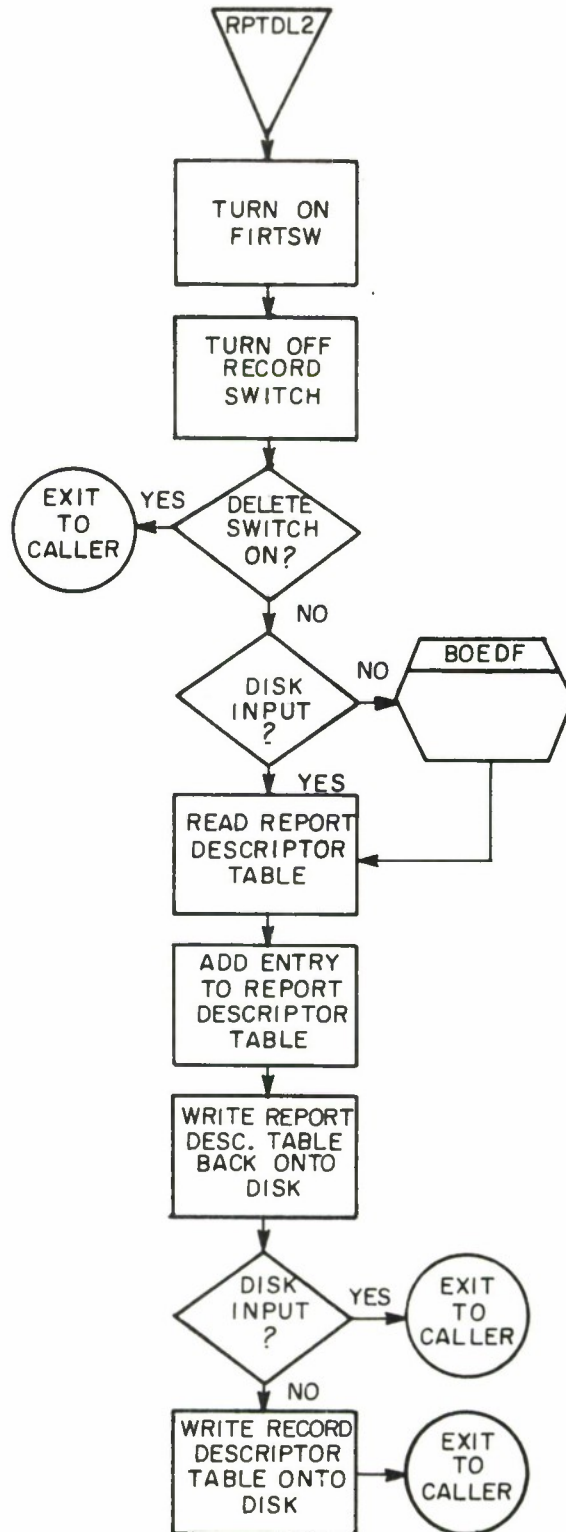 RPTDL2
TURN ON
FIRTSW
TURN OFF
RECORD
SWITCH
EXIT
TO
CALLER
YES
DELETE
SWITCH
ON?
NO
DISK
INPUT
?
NO
BOEDF
YES
READ REPORT
DESCRIPTOR
TABLE
ADD ENTRY
TO REPORT
DESCRIPTOR
TABLE
WRITE REPORT
DESC. TABLE
BACK ONTO
DISK
DISK
INPUT
?
YES
EXIT
TO
CALLER
NO
WRITE RECORD
DESCRIPTOR
TABLE ONTO
DISK
EXIT
TO
CALLER